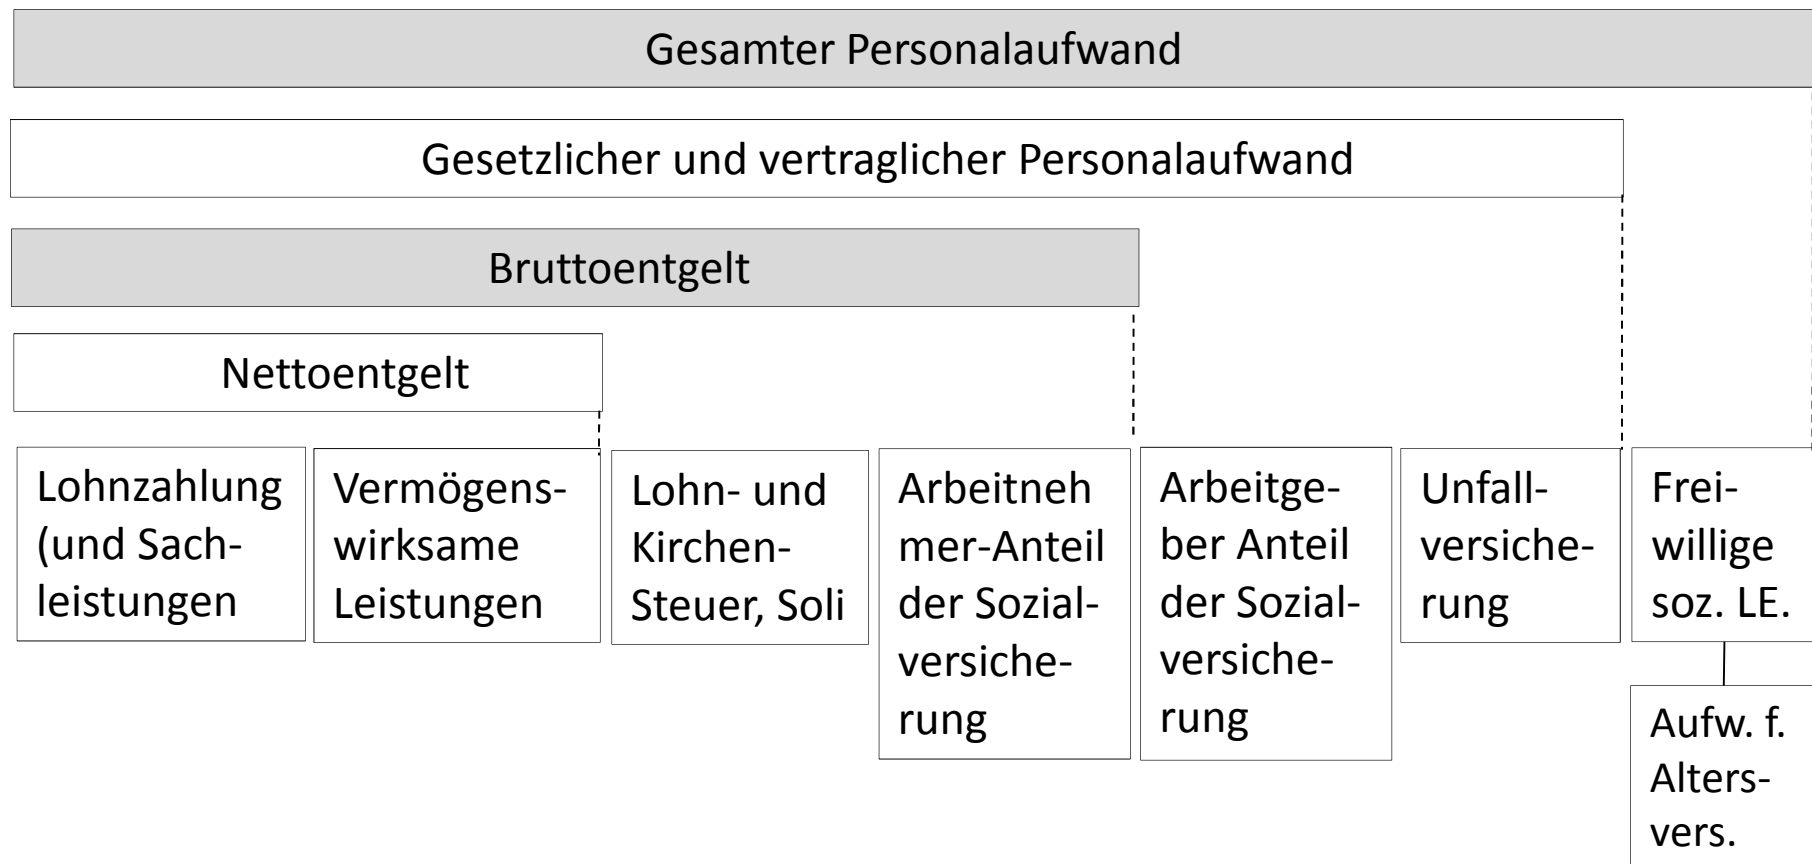 Gesamter Personalaufwand
Gesetzlicher und vertraglicher Personalaufwand
Bruttoentgelt
Nettoentgelt
Lohnzahlung
(und Sach-
leistungen
Vermögens-
wirksame
Leistungen
Lohn- und
Kirchen-
Steuer, Soli
Arbeitneh
mer-Anteil
der Sozial-
versiche-
rung
Arbeitge-
ber Anteil
der Sozial-
versiche-
rung
Unfall-
versiche-
rung
Frei-
willige
soz. LE.
Aufw. f.
Alters-
vers.